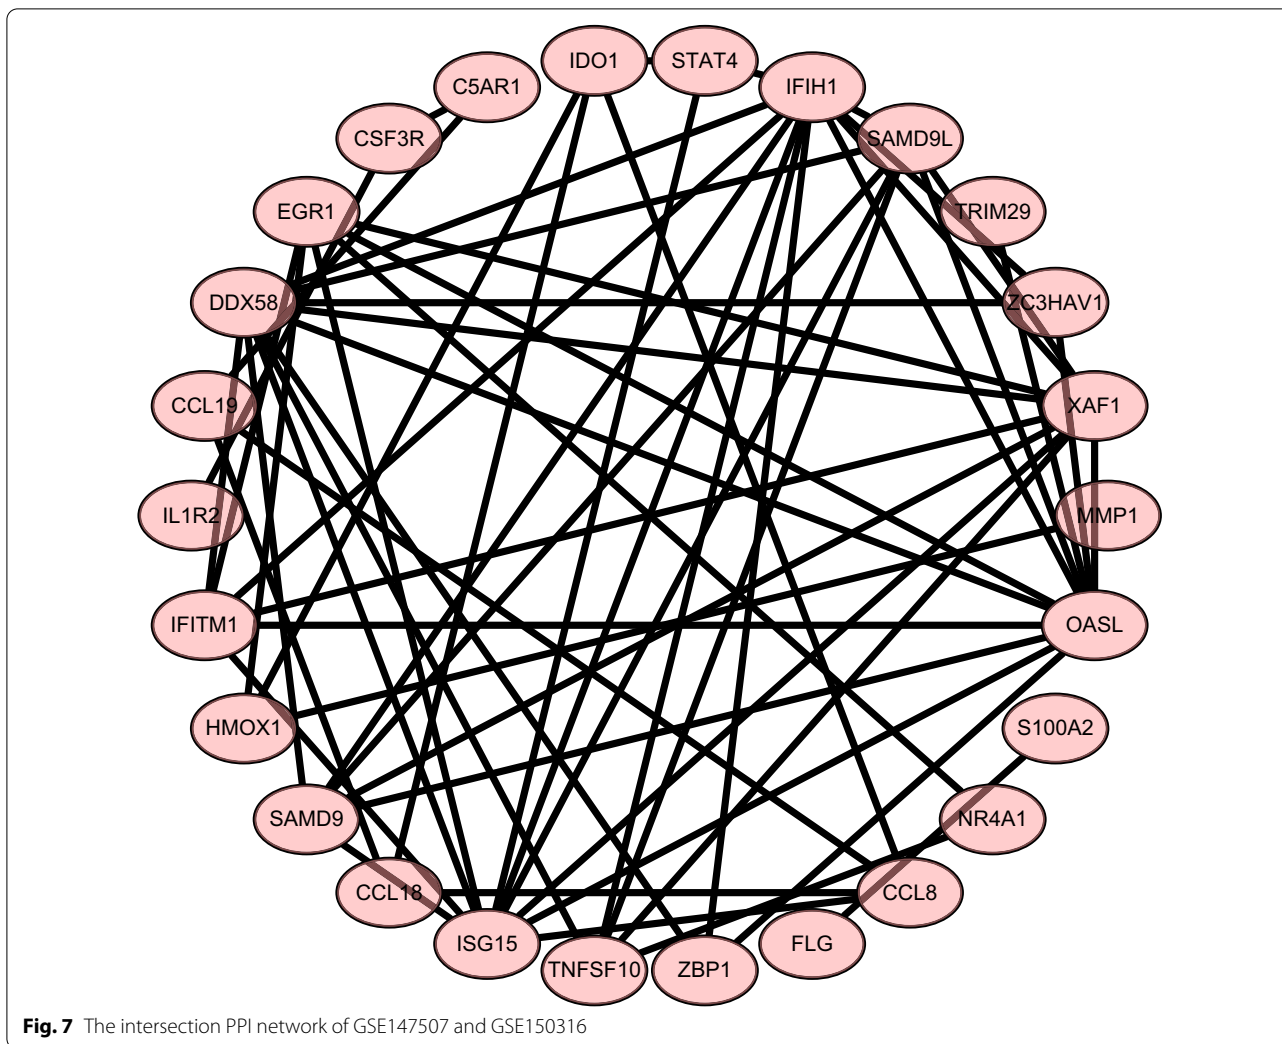 IDO1 STAT4
C5AR1 IFIH1
CSF3R SAMD9L
EGR1 TRIM29
DDX58 ZC3HAV1
CCL19 XAF1
IL1R2 MMP1
IFITM1 OASL
HMOX1 S100A2
SAMD9 NR4A1
CCL18 CCL8
ISG15 FLG
TNFSF10 ZBP1
Fig. 7 The intersection PPI network of GSE147507 and GSE150316